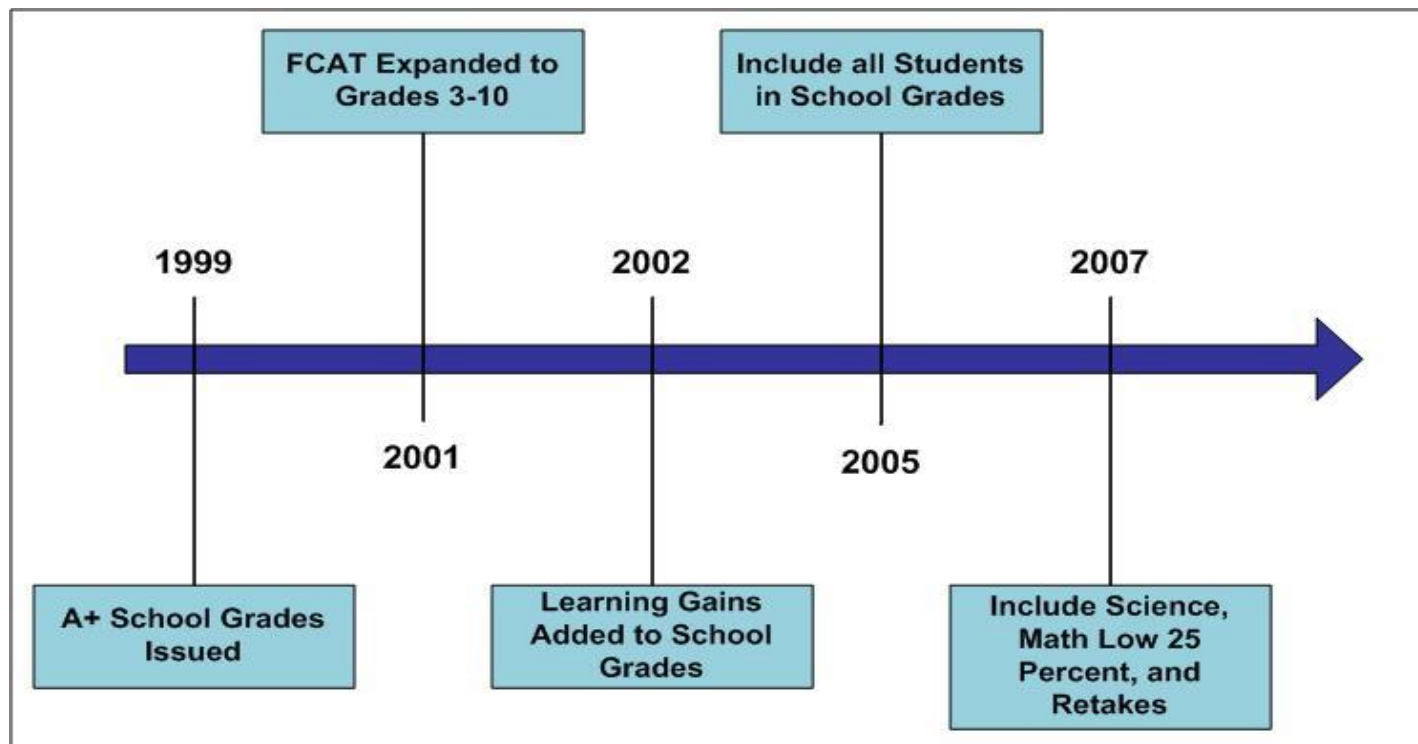 FCAT Expanded to
Grades 3-10
Include all Students
in School Grades
1999
2002
2007
2001
2005
A+ School Grades
Issued
Learning Gains
Added to School
Grades
Include Science,
Math Low 25
Percent, and
Retakes